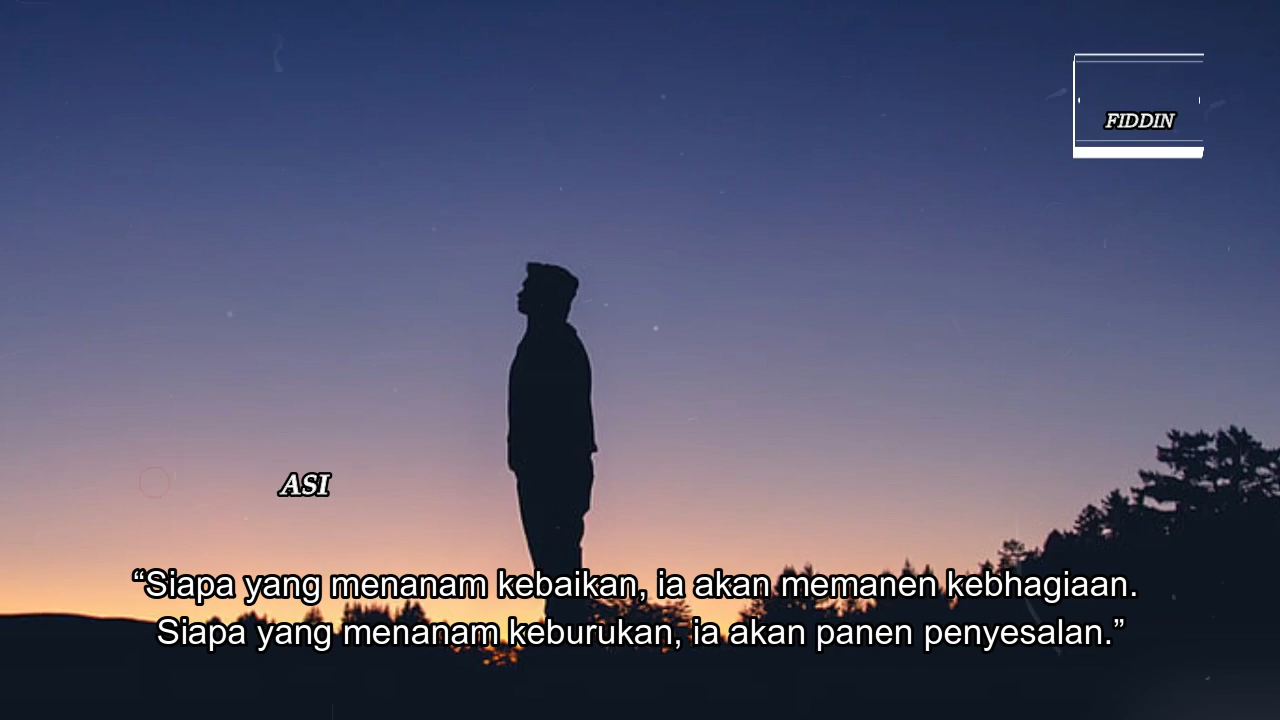 FIDDIN
ASI
“Siapa yang menanam kebaikan, ia akan memanen kebhagiaan.
Siapa yang menanam keburukan, ia akan panen penyesalan.”